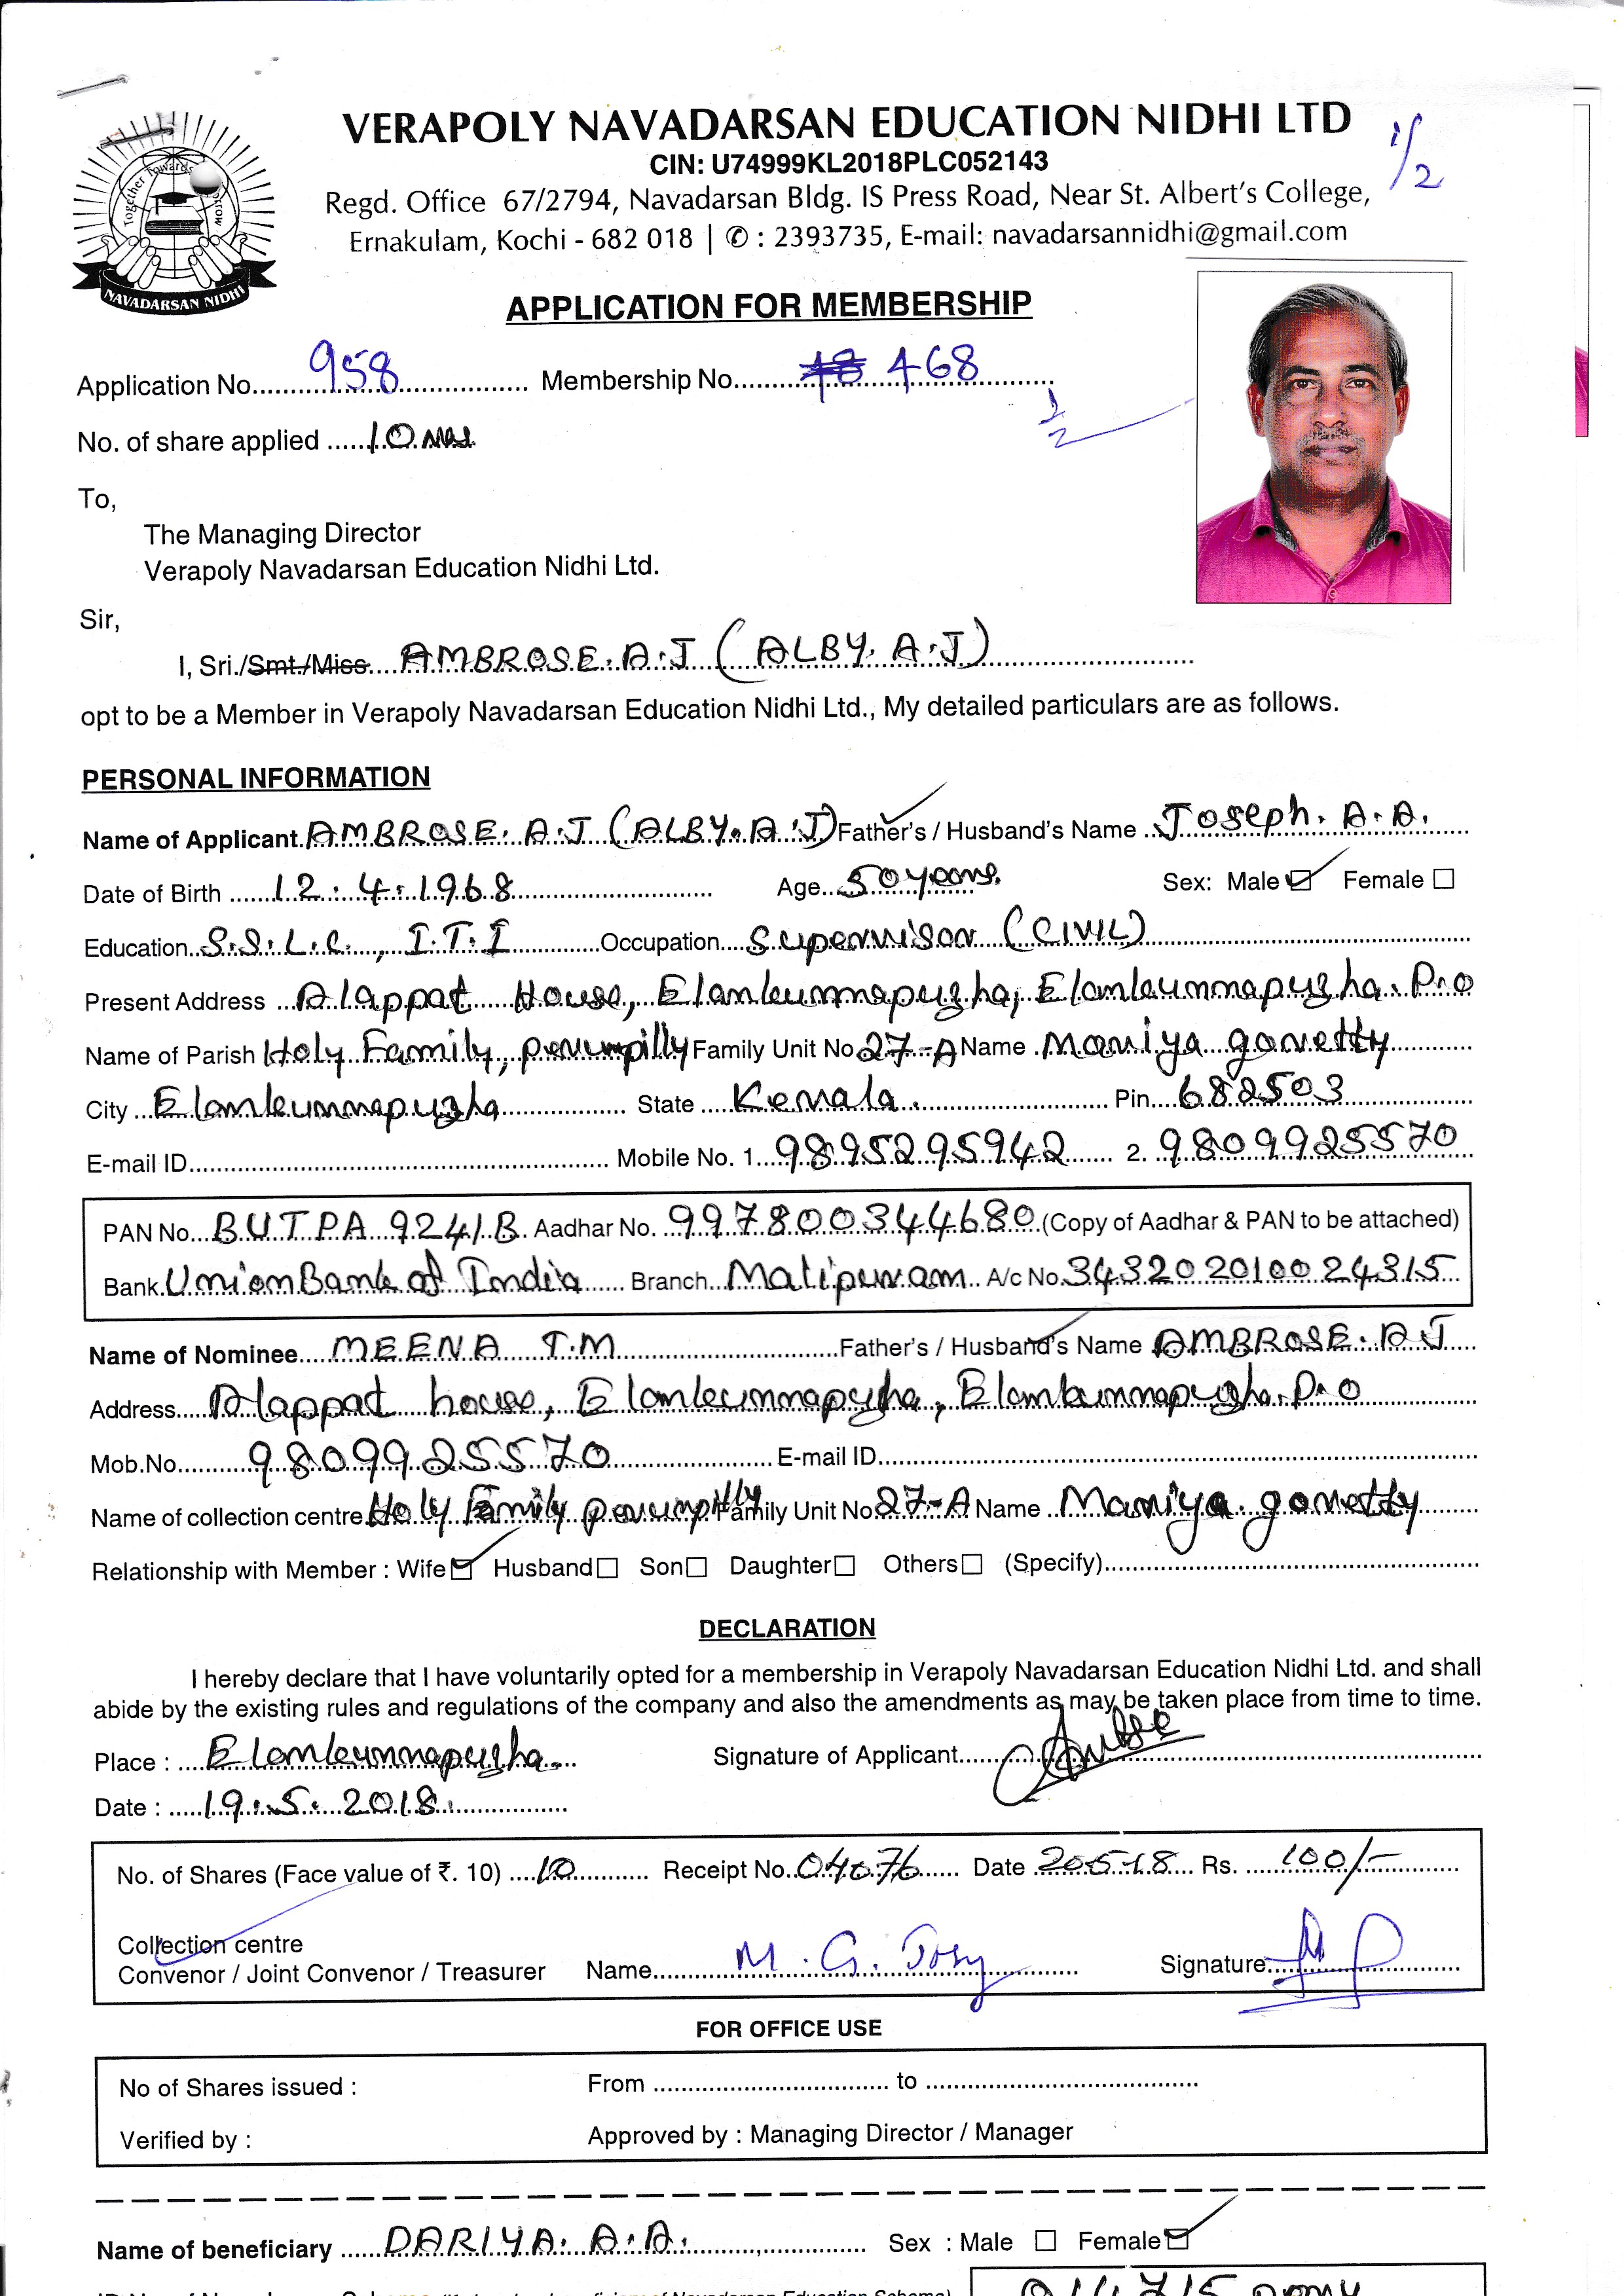 VERAPOLY NAVADARSAN EDUCATION NIDHI LTD
1/2
CIN: U74999KL2018PLC052143
Regd. Office 67/2794, Navadarsan Bldg. IS Press Road, Near St. Albert's College,
Ernakulam, Kochi - 682 018 | ✆ : 2393735, E-mail: navadarsannidhi@gmail.com
Together Towards
NAVADARSAN NIDHI
APPLICATION FOR MEMBERSHIP
Application No. 958 Membership No. 468
1/2
No. of share applied 10 nos
To,
The Managing Director
Verapoly Navadarsan Education Nidhi Ltd.
Sir,
I, Sri./Smt./Miss. AMBROSE. A.J (ALBY. A.J)
opt to be a Member in Verapoly Navadarsan Education Nidhi Ltd., My detailed particulars are as follows.
PERSONAL INFORMATION
Name of Applicant AMBROSE. A.J (ALBY. A.J) Father's / Husband's Name Joseph. A.A.
Date of Birth 12.4.1968 Age 50 years. Sex: Male ☑ Female ☐
Education S.S.L.C., I.T.I Occupation Supervisor (CIVIL)
Present Address Alappat House, Elamkunnapuzha, Elamkunnapuzha. P.O
Name of Parish Holy Family, perumpilly Family Unit No 27-A Name Mariya goretty
City Elamkunnapuzha State Kerala. Pin 682503
E-mail ID Mobile No. 1. 9895295942 2. 9809925570
PAN No. BUTPA 9241B Aadhar No. 997800344680 (Copy of Aadhar & PAN to be attached)
Bank Union Bank of India Branch Malipuram A/c No. 343202010024315
Name of Nominee MEENA T.M Father's / Husband's Name AMBROSE. A.J
Address Alappat house, Elamkunnapuzha, Elamkunnapuzha. P.O
Mob.No. 9809925570 E-mail ID
Name of collection centre Holy Family perumpilly Family Unit No 27-A Name Mariya goretty
Relationship with Member : Wife ☑ Husband ☐ Son ☐ Daughter ☐ Others ☐ (Specify)
DECLARATION
I hereby declare that I have voluntarily opted for a membership in Verapoly Navadarsan Education Nidhi Ltd. and shall
abide by the existing rules and regulations of the company and also the amendments as may be taken place from time to time.
Place : Elamkunnapuzha. Signature of Applicant
Date : 19.5.2018.
No. of Shares (Face value of ₹. 10) 10 Receipt No. 04076 Date 20-5-18 Rs. 100/-
Collection centre
Convenor / Joint Convenor / Treasurer Name M. G. Josy Signature
FOR OFFICE USE
No of Shares issued : From to
Verified by : Approved by : Managing Director / Manager
Name of beneficiary DARIYA. A.A. Sex : Male ☐ Female ☑